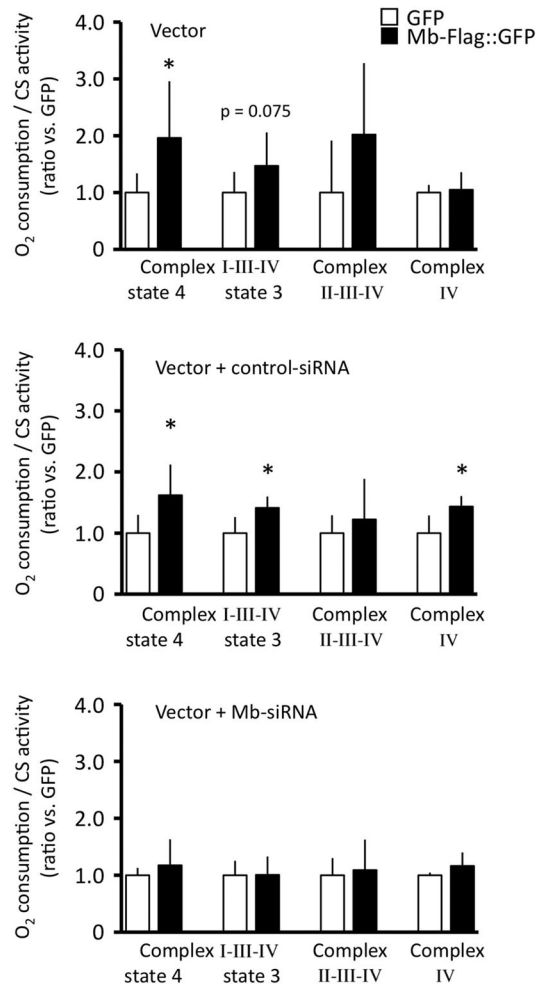 GFP
Mb-Flag::GFP
O₂ consumption / CS activity
(ratio vs. GFP)
4.0
3.0
2.0
1.0
0
Vector
*
p = 0.075
Complex I-III-IV Complex Complex
state 4 state 3 II-III-IV IV
O₂ consumption / CS activity
(ratio vs. GFP)
4.0
3.0
2.0
1.0
0
Vector + control-siRNA
* * *
Complex I-III-IV Complex Complex
state 4 state 3 II-III-IV IV
O₂ consumption / CS activity
(ratio vs. GFP)
4.0
3.0
2.0
1.0
0
Vector + Mb-siRNA
Complex I-III-IV Complex Complex
state 4 state 3 II-III-IV IV